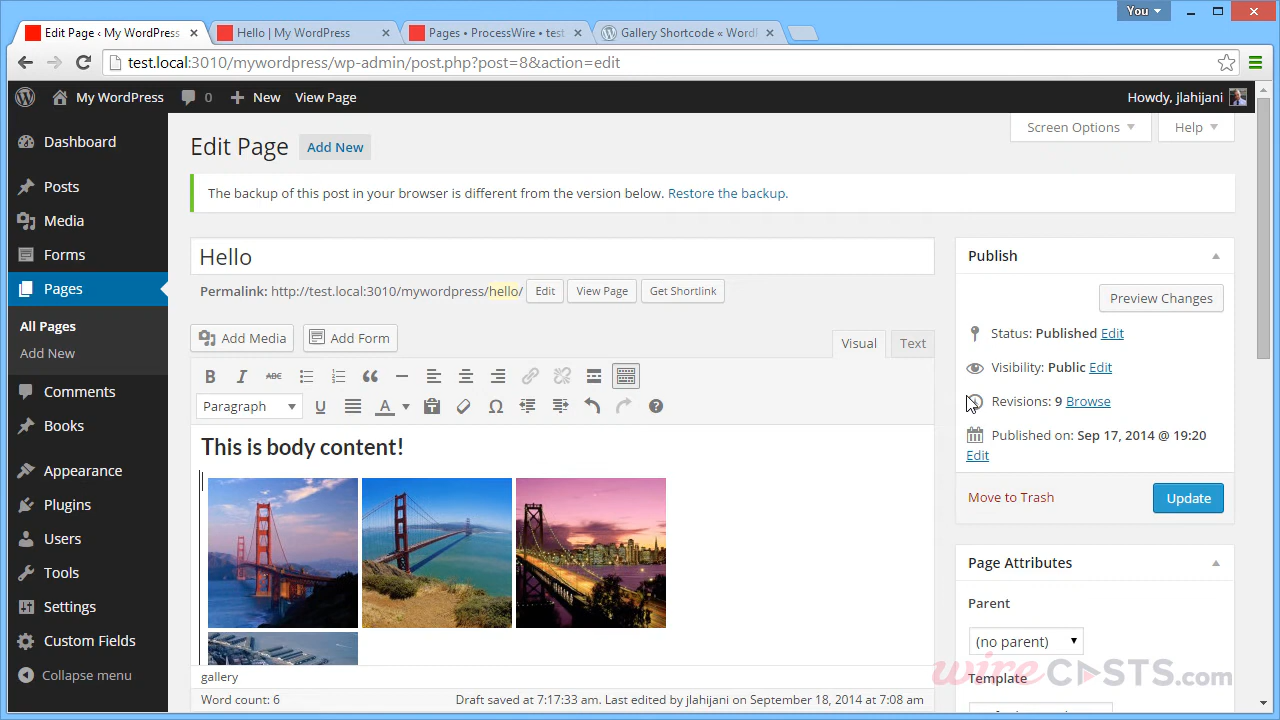 You
Edit Page ‹ My WordPress
Hello | My WordPress
Pages • ProcessWire • test
Gallery Shortcode « Word
test.local:3010/mywordpress/wp-admin/post.php?post=8&action=edit
My WordPress 0 New View Page Howdy, jlahijani
Screen Options Help
Dashboard
Posts
Media
Forms
Pages
All Pages
Add New
Comments
Books
Appearance
Plugins
Users
Tools
Settings
Custom Fields
Collapse menu
Edit Page Add New
The backup of this post in your browser is different from the version below. Restore the backup.
Hello
Permalink: http://test.local:3010/mywordpress/hello/ Edit View Page Get Shortlink
Add Media Add Form Visual Text
B I ABC
Paragraph U A Ω
This is body content!
gallery
Word count: 6 Draft saved at 7:17:33 am. Last edited by jlahijani on September 18, 2014 at 7:08 am
Publish
Preview Changes
Status: Published Edit
Visibility: Public Edit
Revisions: 9 Browse
Published on: Sep 17, 2014 @ 19:20
Edit
Move to Trash Update
Page Attributes
Parent
(no parent)
Template
wirecasts.com